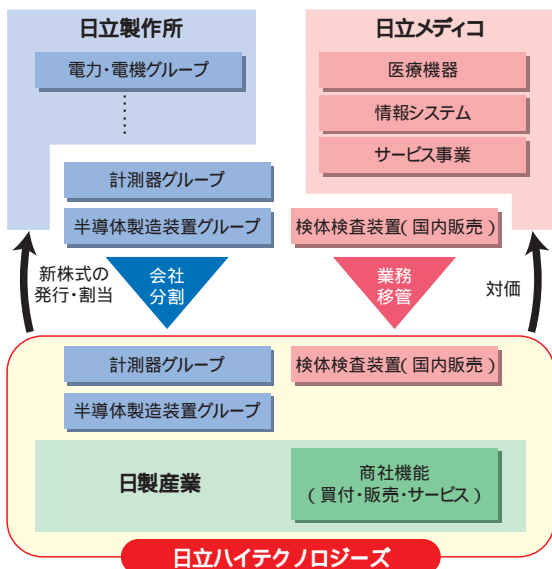 日立製作所
電力・電機グループ
計測器グループ
半導体製造装置グループ
日立メディコ
医療機器
情報システム
サービス事業
検体検査装置(国内販売)
新株式の
発行・割当
会社
分割
業務
移管
対価
計測器グループ
半導体製造装置グループ
検体検査装置(国内販売)
日製産業
商社機能
(買付・販売・サービス)
日立ハイテクノロジーズ